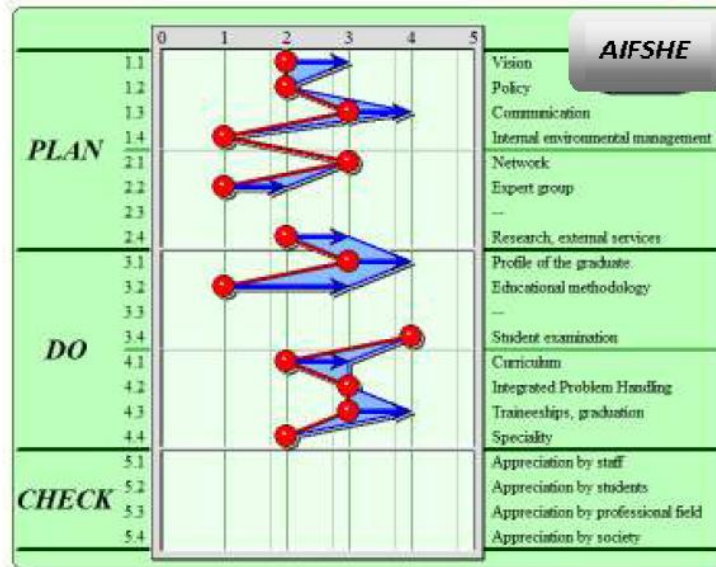 AIFSHE
0 1 2 3 4 5
PLAN
1.1 Vision
1.2 Policy
1.3 Communication
1.4 Internal environmental management
2.1 Network
2.2 Expert group
2.3 ---
2.4 Research, external services
DO
3.1 Profile of the graduate.
3.2 Educational methodology
3.3 ---
3.4 Student examination
4.1 Curriculum
4.2 Integrated Problem Handling
4.3 Traineeships, graduation
4.4 Speciality
CHECK
5.1 Appreciation by staff
5.2 Appreciation by students
5.3 Appreciation by professional field
5.4 Appreciation by society